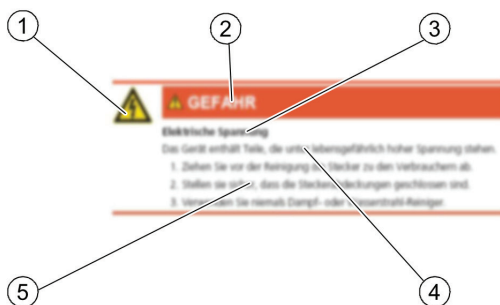 1 2 3
GEFAHR
Elektrische Spannung
Das Gerät enthält Teile, die unter lebensgefährlich hoher Spannung stehen.
1. Ziehen Sie vor der Reinigung Stecker zu den Verbrauchern ab.
2. Stellen sie sicher, dass die Steckerabdeckungen geschlossen sind.
3. Verwenden Sie niemals Dampf- oder Wasserstrahl-Reiniger.
5 4